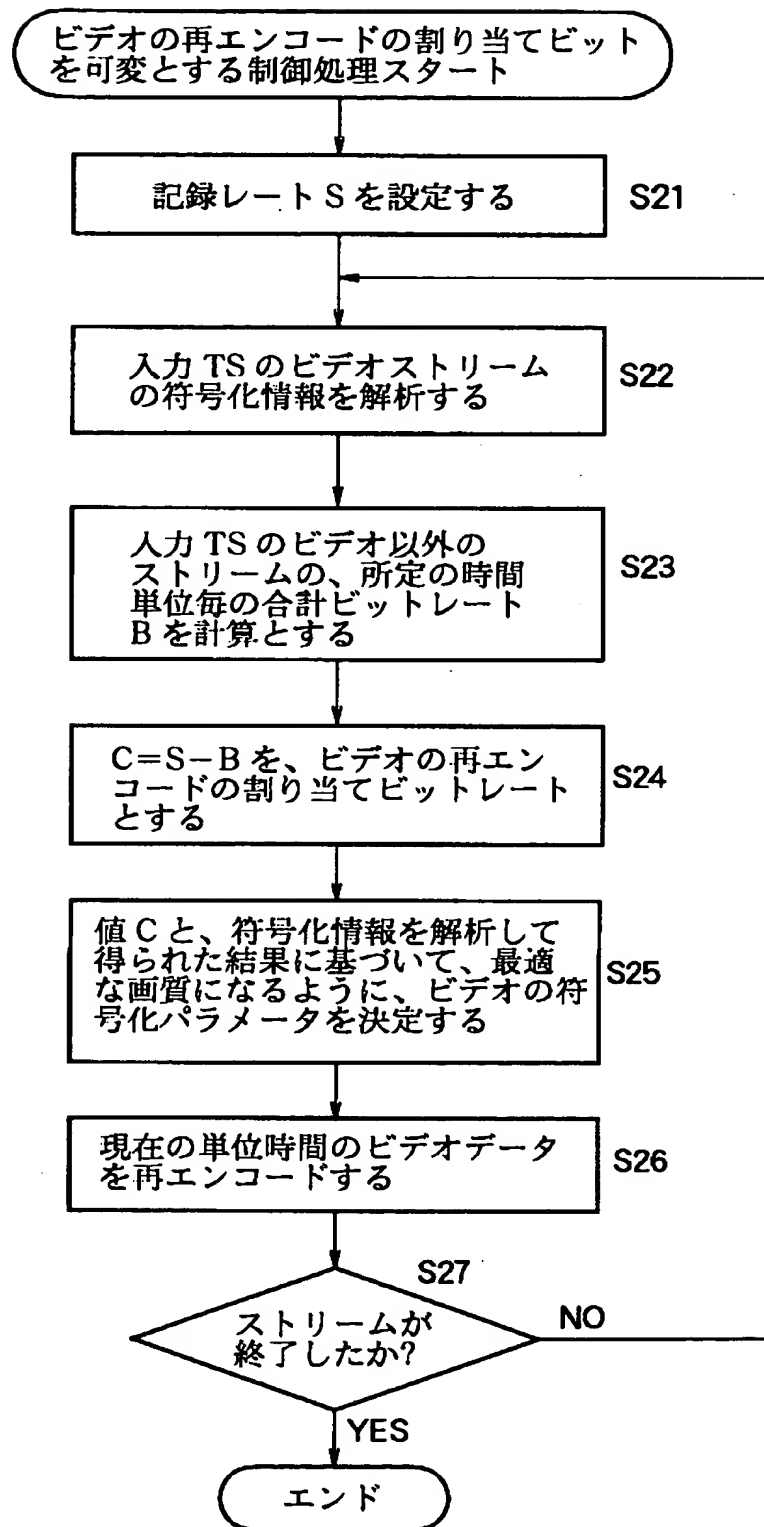 ビデオの再エンコードの割り当てビット
を可変とする制御処理スタート
記録レートSを設定する
S21
入力 TS のビデオストリーム
の符号化情報を解析する
S22
入力 TS のビデオ以外の
ストリームの、所定の時間
単位毎の合計ビットレート
B を計算とする
S23
C=S−B を、ビデオの再エン
コードの割り当てビットレート
とする
S24
値 C と、符号化情報を解析して
得られた結果に基づいて、最適
な画質になるように、ビデオの符
号化パラメータを決定する
S25
現在の単位時間のビデオデータ
を再エンコードする
S26
S27
ストリームが
終了したか?
NO
YES
エンド